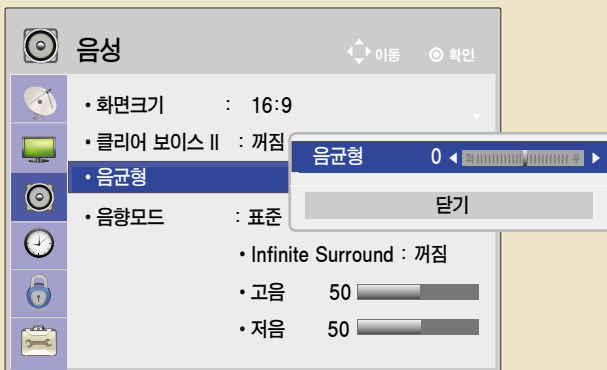 음성 이동 확인
• 화면크기 : 16:9
• 클리어 보이스 II : 꺼짐
• 음균형
음균형 0 좌 우
닫기
• 음향모드 : 표준
• Infinite Surround : 꺼짐
• 고음 50
• 저음 50